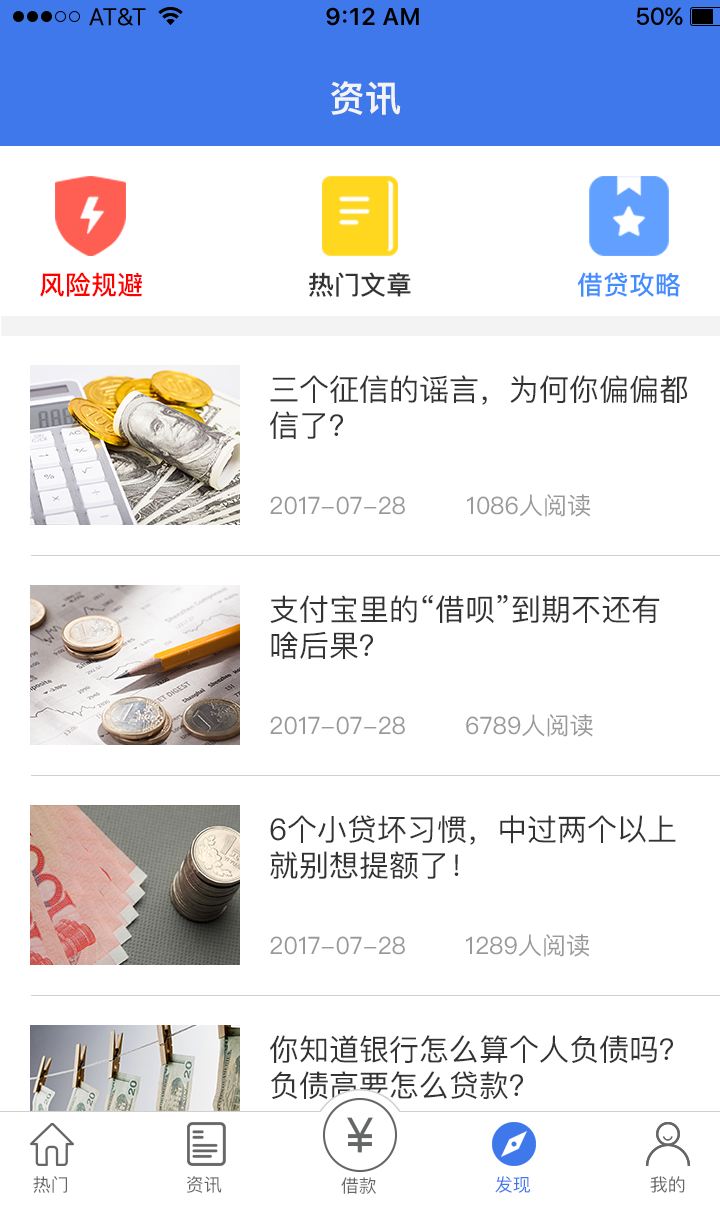 AT&T 9:12 AM 50%
资讯
风险规避 热门文章 借贷攻略
三个征信的谣言，为何你偏偏都
信了？
2017-07-28 1086人阅读
支付宝里的“借呗”到期不还有
啥后果？
2017-07-28 6789人阅读
6个小贷坏习惯，中过两个以上
就别想提额了！
2017-07-28 1289人阅读
你知道银行怎么算个人负债吗？
负债高要怎么贷款？
¥
热门 资讯 借款 发现 我的